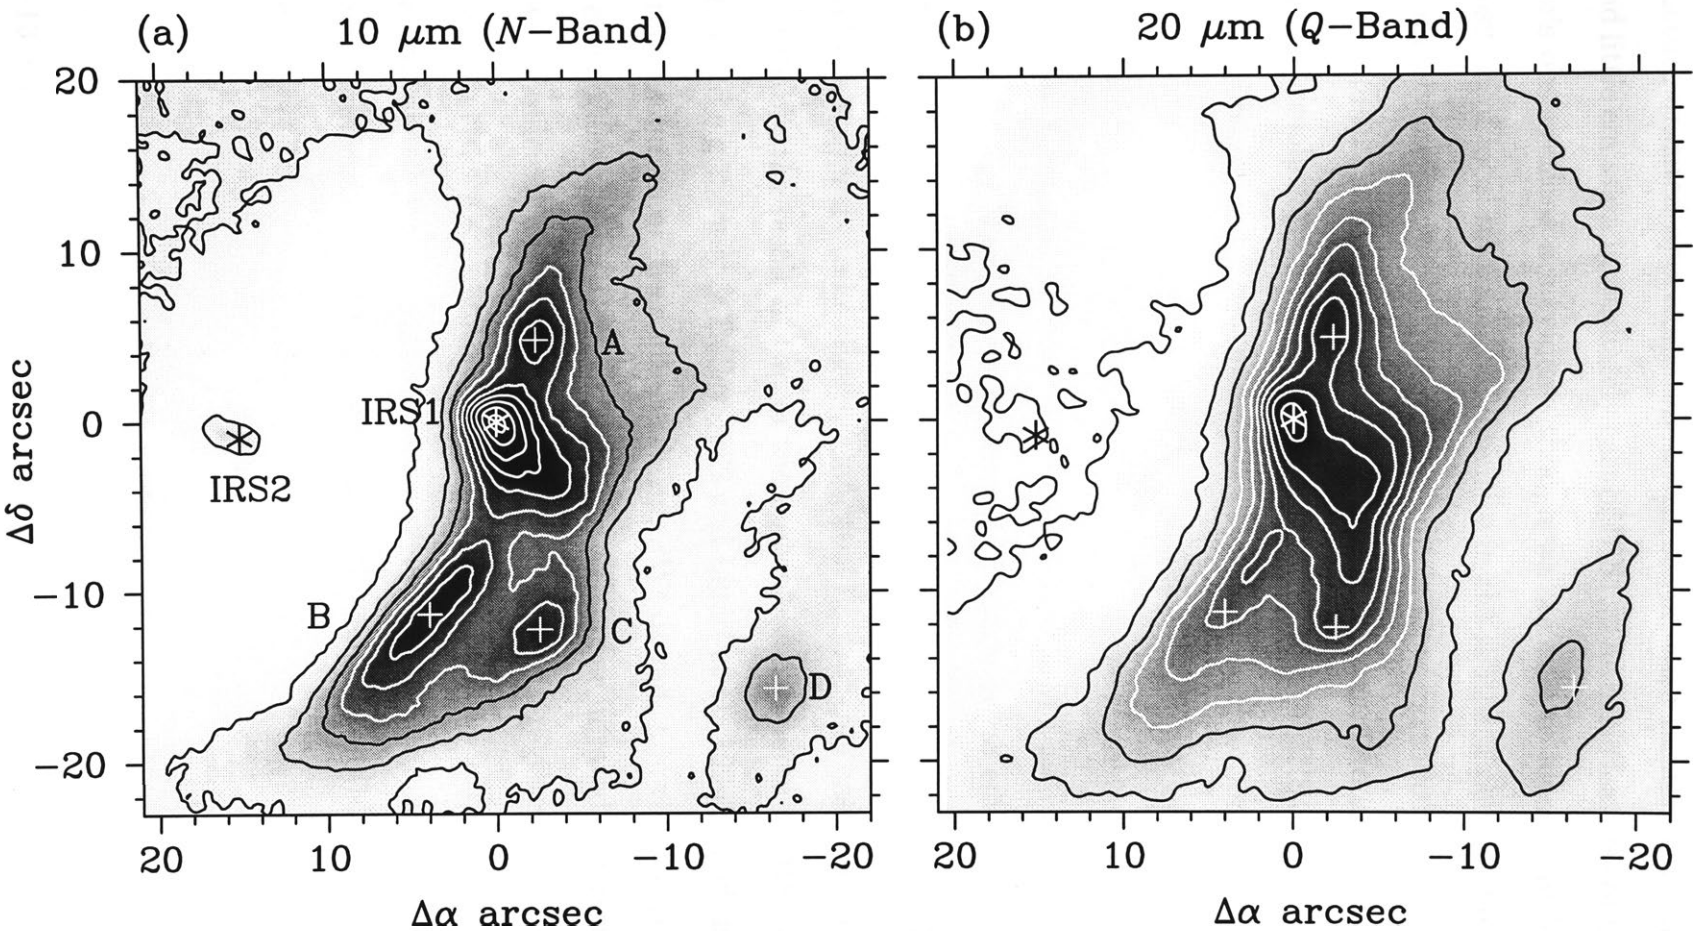 (a) 10 μm (N−Band)
(b) 20 μm (Q−Band)
20
10
0
−10
−20
Δδ arcsec
A
IRS1
IRS2
B
C
D
20 10 0 −10 −20
Δα arcsec
20 10 0 −10 −20
Δα arcsec